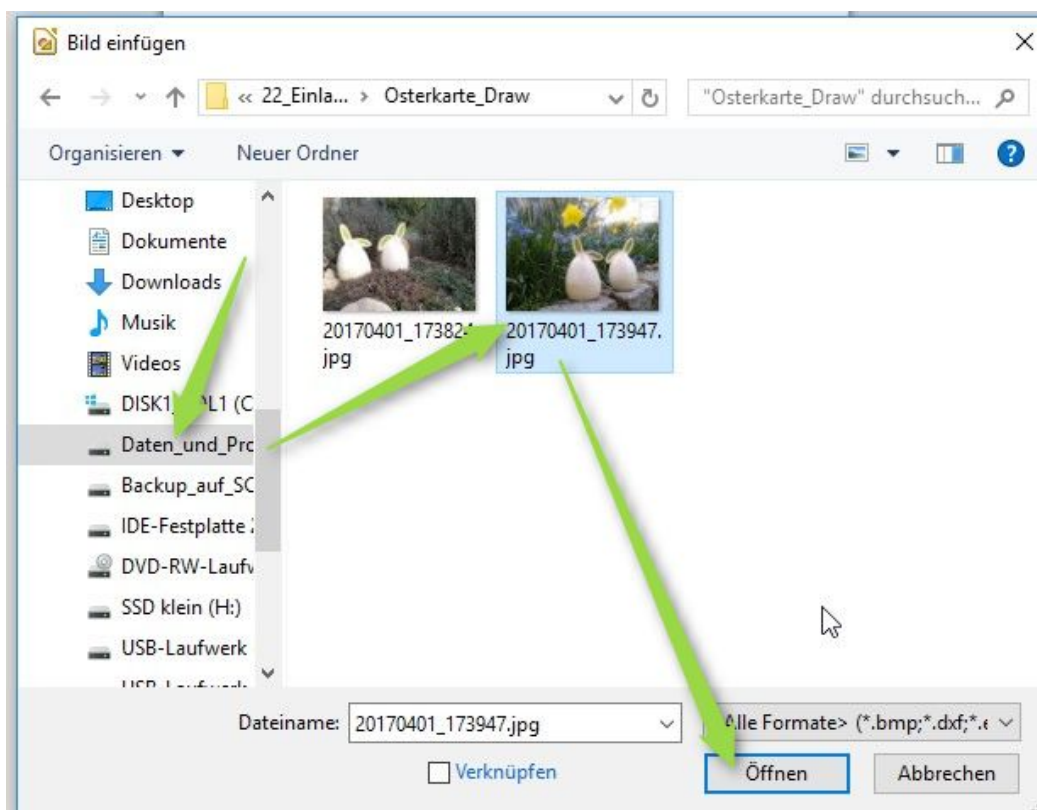 Bild einfügen
« 22_Einla... > Osterkarte_Draw
"Osterkarte_Draw" durchsuch...
Organisieren
Neuer Ordner
Desktop
Dokumente
Downloads
Musik
Videos
DISK1 (C
Daten_und_Prc
Backup_auf_SC
IDE-Festplatte
DVD-RW-Laufv
SSD klein (H:)
USB-Laufwerk
20170401_173824
jpg
20170401_173947.
jpg
Dateiname: 20170401_173947.jpg
Alle Formate> (*.bmp;*.dxf;*.e
Verknüpfen
Öffnen
Abbrechen